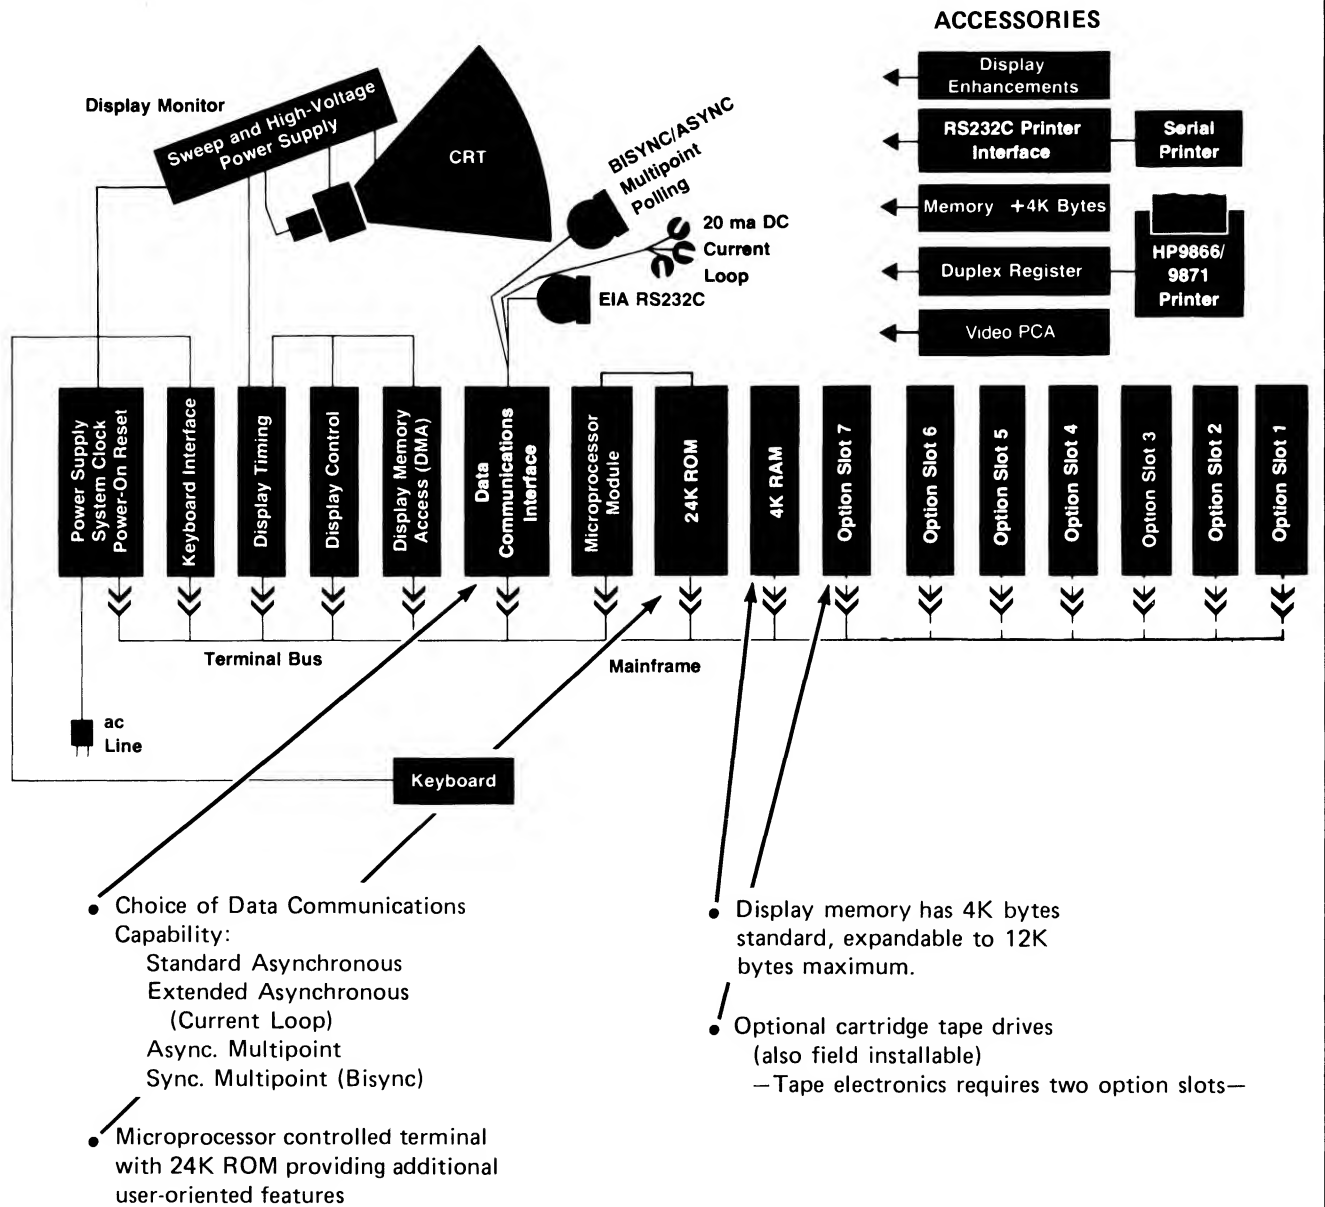 ACCESSORIES
Display
Enhancements
RS232C Printer
Interface
Serial
Printer
Memory +4K Bytes
Duplex Register
HP9866/
9871
Printer
Video PCA
Display Monitor
Sweep and High-Voltage
Power Supply
CRT
BISYNC/ASYNC
Multipoint
Polling
20 ma DC
Current
Loop
EIA RS232C
Power Supply
System Clock
Power-On Reset
Keyboard Interface
Display Timing
Display Control
Display Memory
Access (DMA)
Data
Communications
Interface
Microprocessor
Module
24K ROM
4K RAM
Option Slot 7
Option Slot 6
Option Slot 5
Option Slot 4
Option Slot 3
Option Slot 2
Option Slot 1
Terminal Bus
Mainframe
ac
Line
Keyboard
• Choice of Data Communications
Capability:
Standard Asynchronous
Extended Asynchronous
(Current Loop)
Async. Multipoint
Sync. Multipoint (Bisync)
• Microprocessor controlled terminal
with 24K ROM providing additional
user-oriented features
• Display memory has 4K bytes
standard, expandable to 12K
bytes maximum.
• Optional cartridge tape drives
(also field installable)
—Tape electronics requires two option slots—